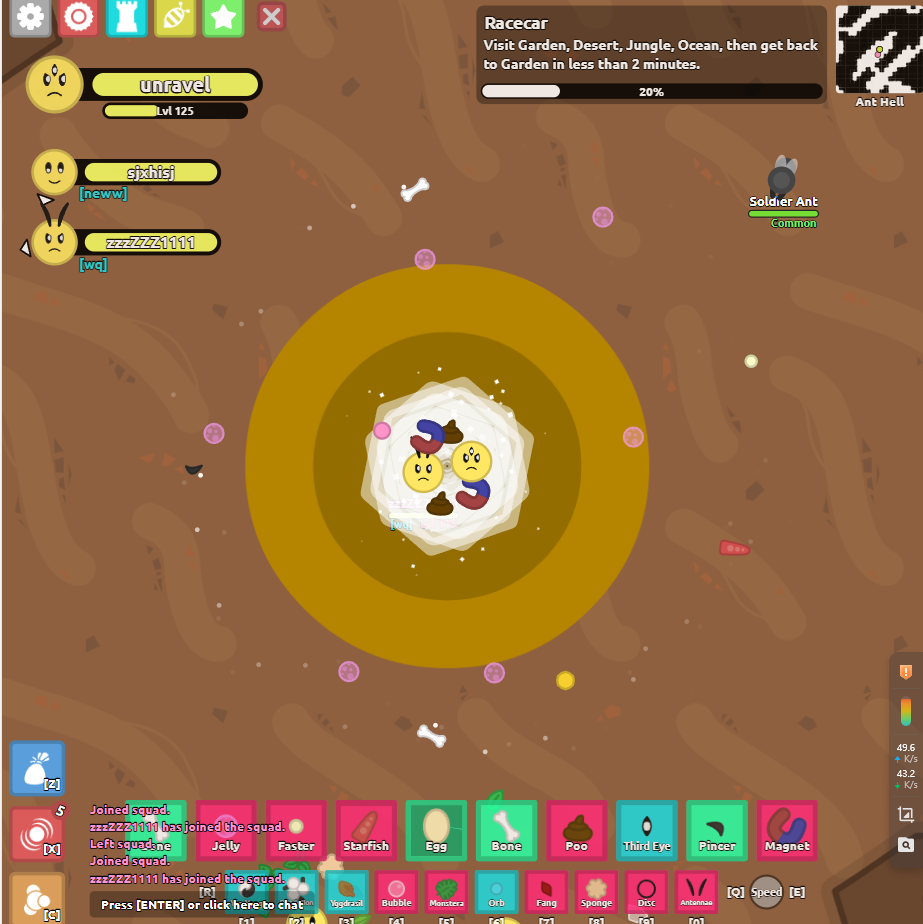 Racecar
Visit Garden, Desert, Jungle, Ocean, then get back
to Garden in less than 2 minutes.
20%
Ant Hell
unravel
Lvl 125
sjxhisj
[neww]
zzzZZZ1111
[wq]
Soldier Ant
Common
[wq]
49.6
K/s
43.2
K/s
[Z]
5
[X]
[C]
Joined squad.
zzzZZZ1111 has joined the squad.
Left squad.
Joined squad.
zzzZZZ1111 has joined the squad.
Press [ENTER] or click here to chat
Jelly
Faster
Starfish
Egg
Bone
Poo
Third Eye
Pincer
Magnet
[R]
Yggdrasil
Bubble
Monstera
Orb
Fang
Sponge
Disc
Antennae
[Q]
Speed
[E]